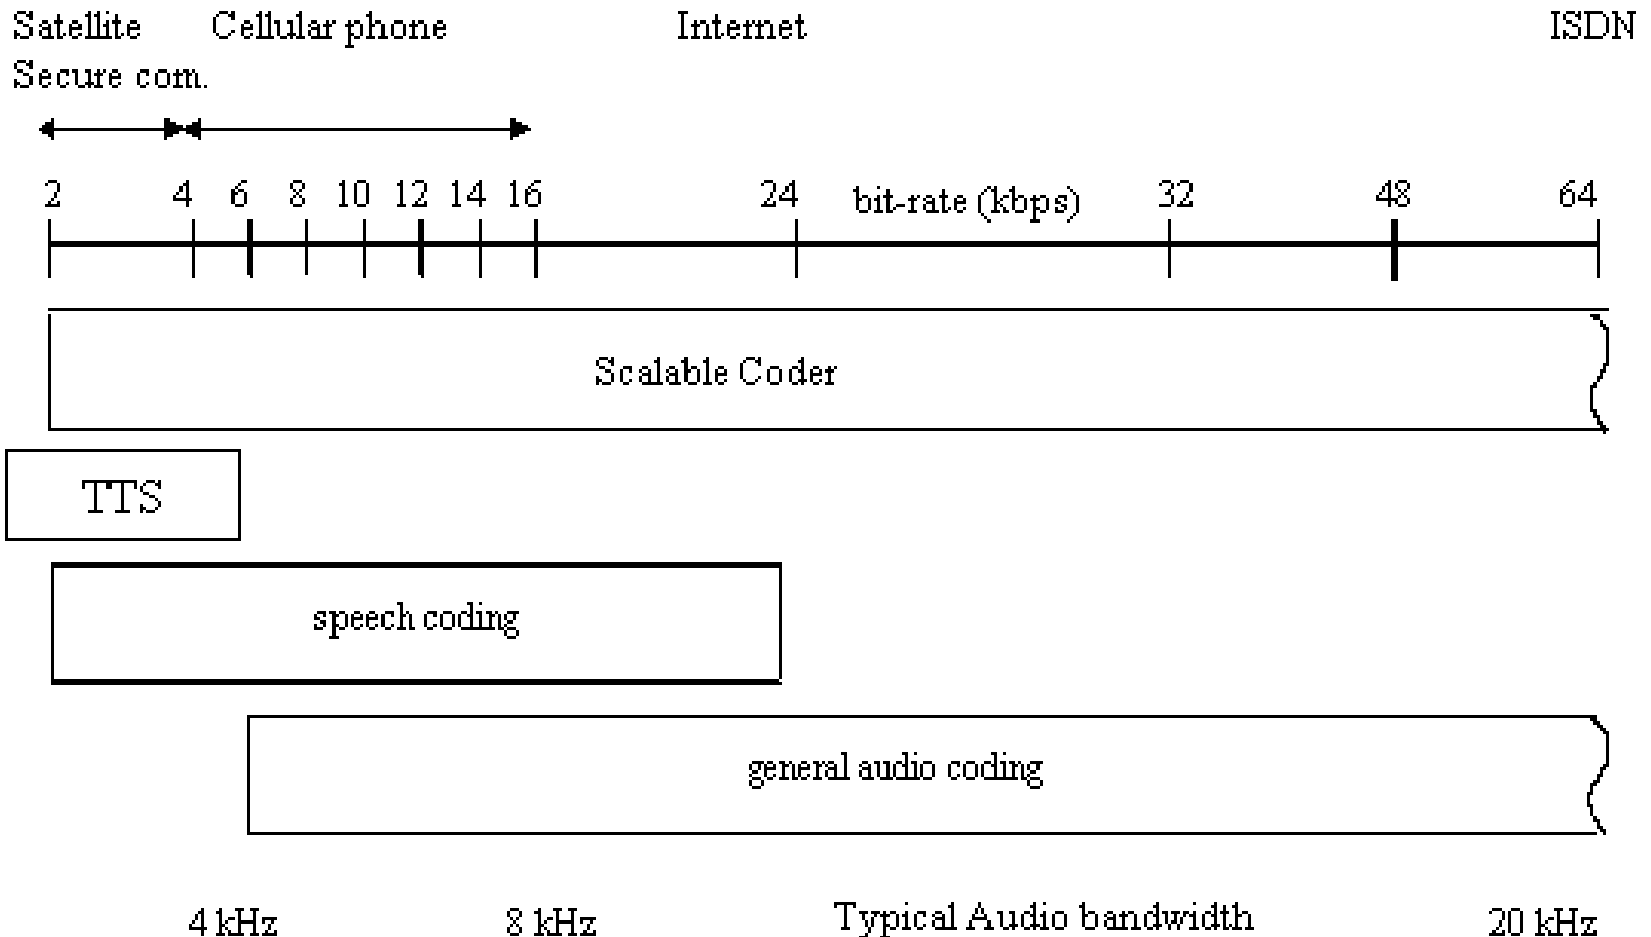 Satellite Cellular phone Internet ISDN
Secure com.
2 4 6 8 10 12 14 16 24 bit-rate (kbps) 32 48 64
Scalable Coder
TTS
speech coding
general audio coding
4 kHz 8 kHz Typical Audio bandwidth 20 kHz